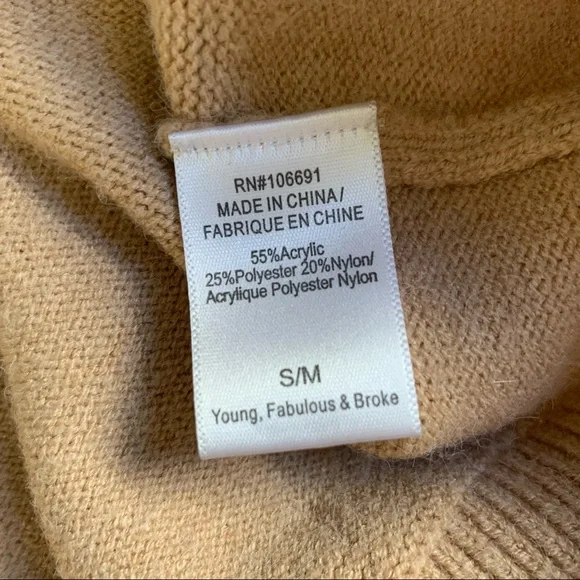 RN#106691
MADE IN CHINA/
FABRIQUE EN CHINE
55%Acrylic
25%Polyester 20%Nylon/
Acrylique Polyester Nylon
S/M
Young, Fabulous & Broke